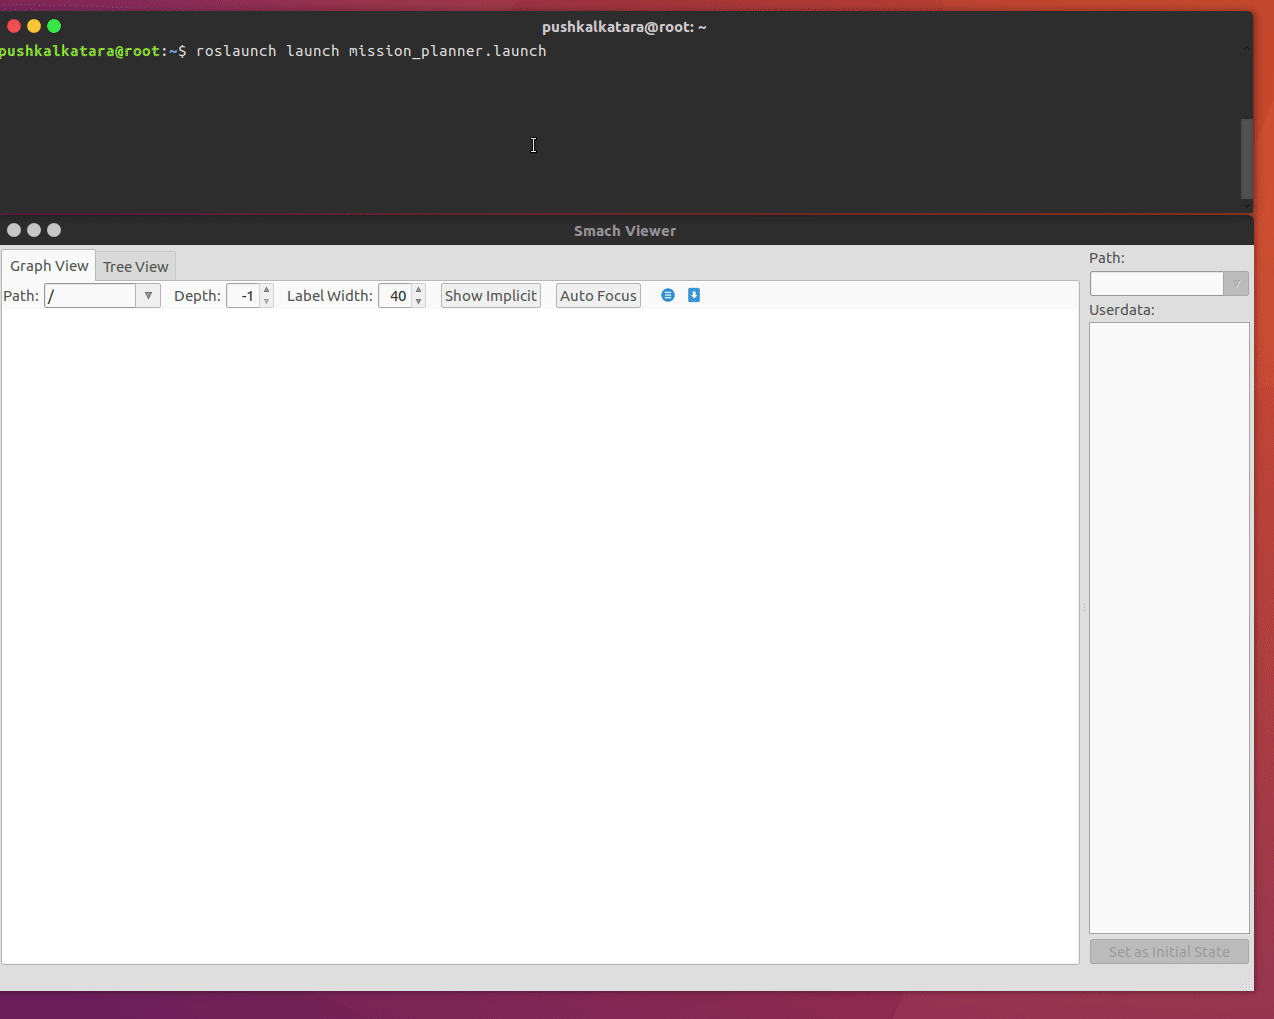 pushkalkatara@root: ~
pushkalkatara@root:~$ roslaunch launch mission_planner.launch
Smach Viewer
Graph View Tree View
Path: / Depth: -1 Label Width: 40 Show Implicit Auto Focus
Path:
Userdata:
Set as Initial State